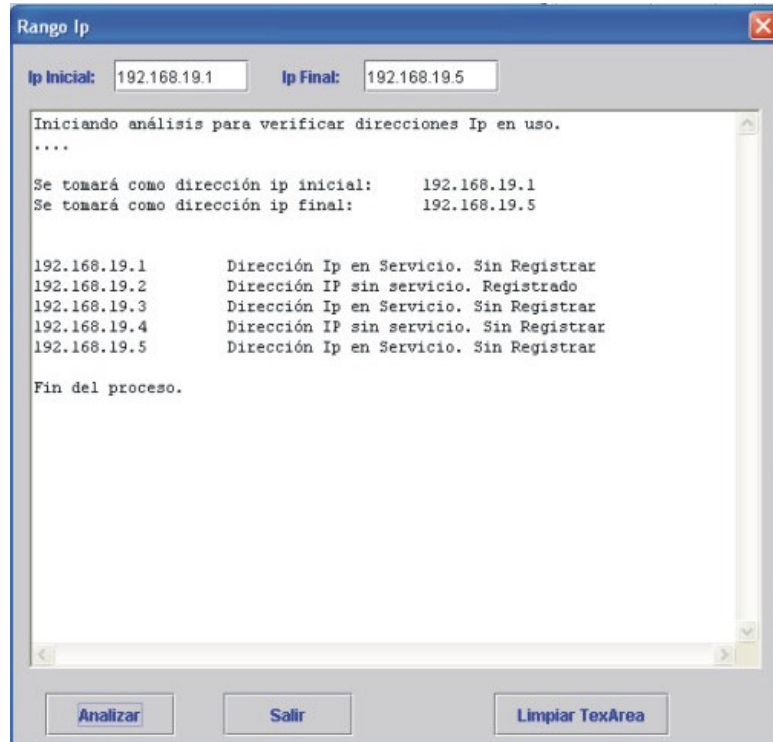 Rango Ip
Ip Inicial: 192.168.19.1 Ip Final: 192.168.19.5
Iniciando análisis para verificar direcciones Ip en uso.
....
Se tomará como dirección ip inicial: 192.168.19.1
Se tomará como dirección ip final: 192.168.19.5
192.168.19.1 Dirección Ip en Servicio. Sin Registrar
192.168.19.2 Dirección IP sin servicio. Registrado
192.168.19.3 Dirección Ip en Servicio. Sin Registrar
192.168.19.4 Dirección IP sin servicio. Sin Registrar
192.168.19.5 Dirección Ip en Servicio. Sin Registrar
Fin del proceso.
Analizar Salir Limpiar TexArea